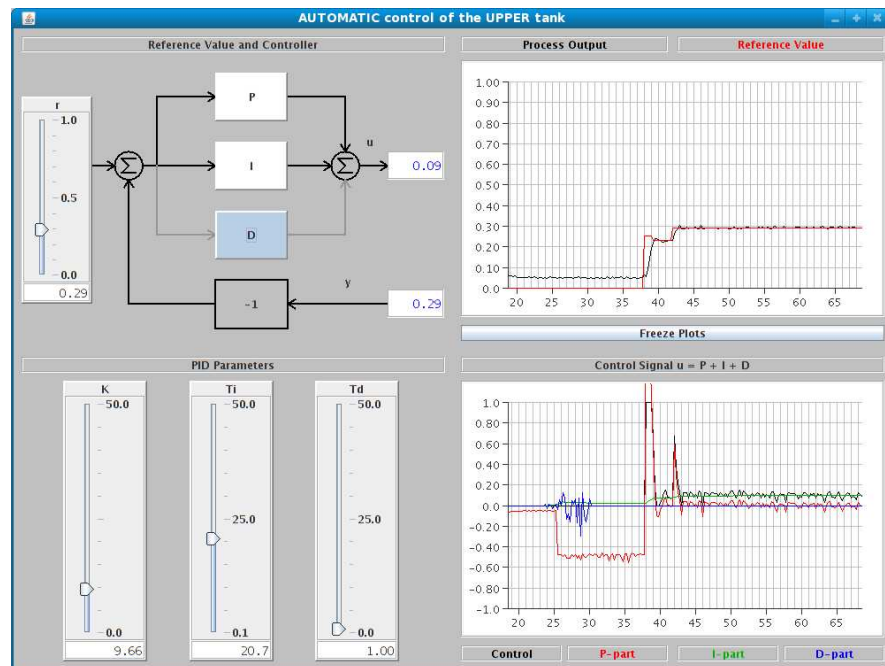 AUTOMATIC control of the UPPER tank
Reference Value and Controller
r
1.0
0.5
0.0
0.29
Σ
P
I
D
-1
Σ
u
0.09
y
0.29
Process Output
Reference Value
1.00
0.90
0.80
0.70
0.60
0.50
0.40
0.30
0.20
0.10
0.0
20 25 30 35 40 45 50 55 60 65
Freeze Plots
PID Parameters
K
50.0
25.0
0.0
9.66
Ti
50.0
25.0
0.1
20.7
Td
50.0
25.0
0.0
1.00
Control Signal u = P + I + D
1.0
0.80
0.60
0.40
0.20
0.0
-0.20
-0.40
-0.60
-0.80
-1.0
20 25 30 35 40 45 50 55 60 65
Control
P-part
I-part
D-part